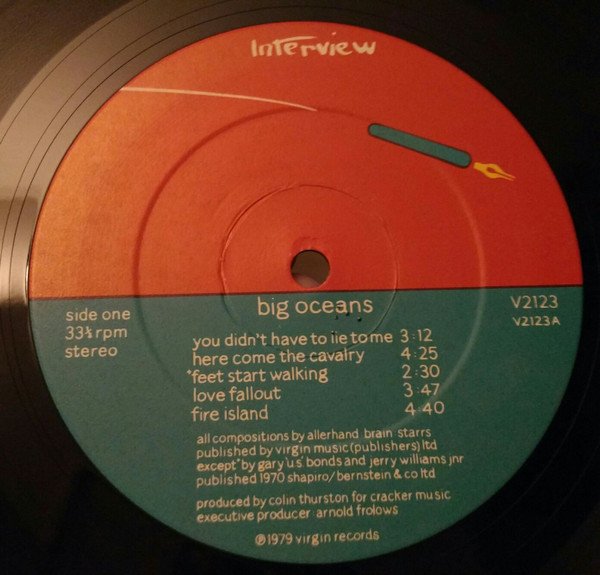 Interview
big oceans
side one
33⅓ rpm
stereo
V2123
V2123A
you didn't have to lie to me 3:12
here come the cavalry 4:25
*feet start walking 2:30
love fallout 3:47
fire island 4:40
all compositions by allerhand brain starrs
published by virgin music (publishers) ltd
except* by gary 'u s' bonds and jerry williams jnr
published 1970 shapiro/bernstein & co ltd
produced by colin thurston for cracker music
executive producer arnold frolows
℗1979 virgin records